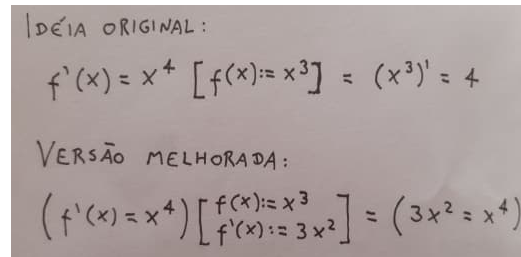 IDÉIA ORIGINAL:
f'(x) = x⁴ [f(x):= x³] = (x³)' = 4
VERSÃO MELHORADA:
(f'(x) = x⁴) [f(x):= x³ f'(x):= 3x²] = (3x² = x⁴)